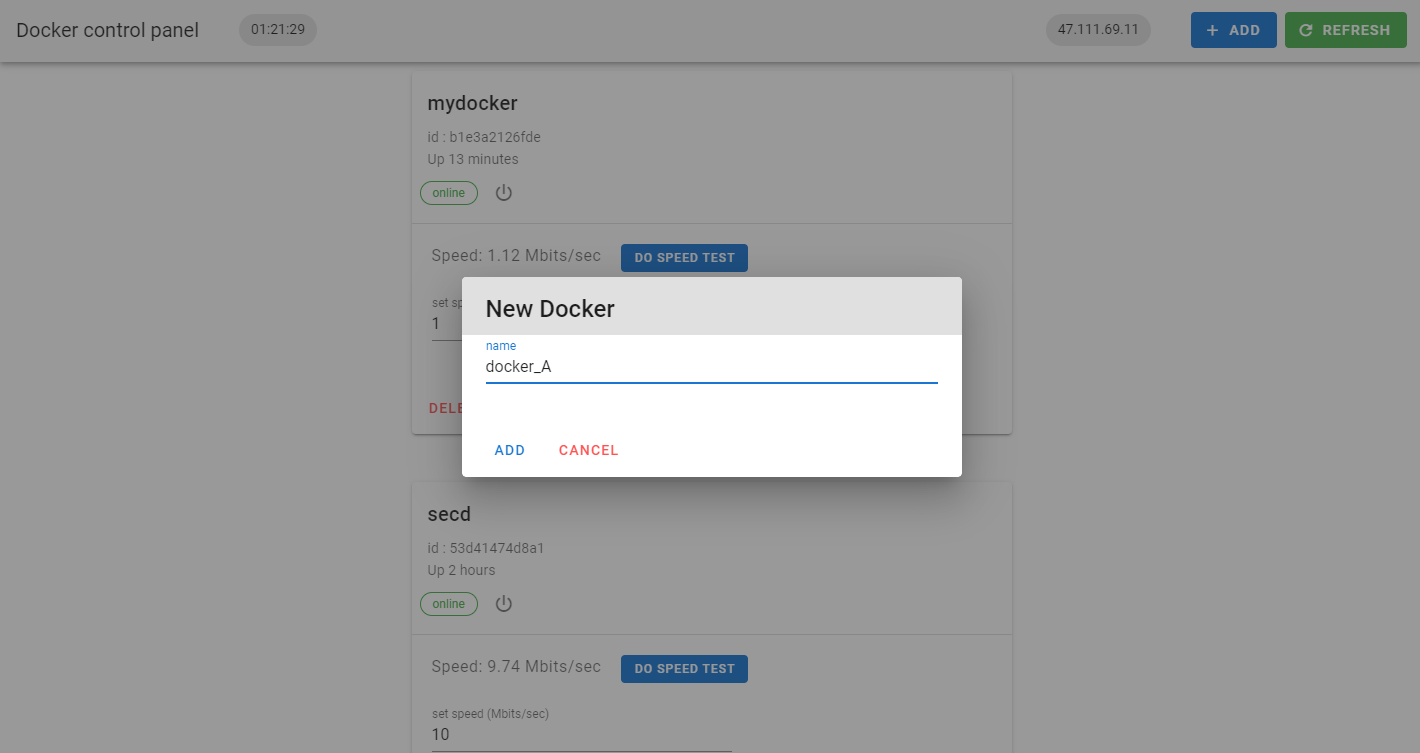 Docker control panel 01:21:29 47.111.69.11 + ADD REFRESH
mydocker
id : b1e3a2126fde
Up 13 minutes
online
Speed: 1.12 Mbits/sec DO SPEED TEST
set sp
1
New Docker
name
docker_A
DELE
ADD CANCEL
secd
id : 53d41474d8a1
Up 2 hours
online
Speed: 9.74 Mbits/sec DO SPEED TEST
set speed (Mbits/sec)
10